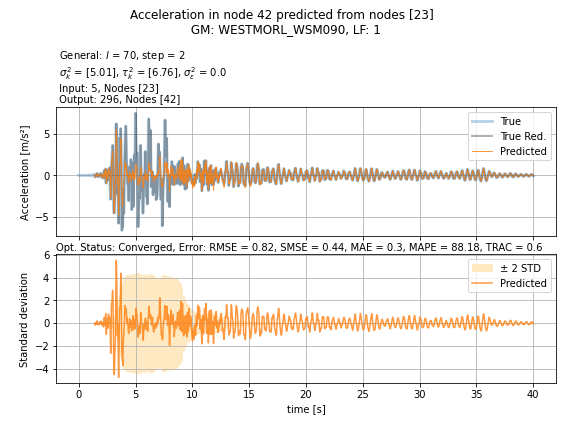 Acceleration in node 42 predicted from nodes [23]
GM: WESTMORL_WSM090, LF: 1
General: l = 70, step = 2
σ²ₖ = [5.01], τ²ₖ = [6.76], σ²ε = 0.0
Input: 5, Nodes [23]
Output: 296, Nodes [42]
Acceleration [m/s²]
5
0
−5
True
True Red.
Predicted
Opt. Status: Converged, Error: RMSE = 0.82, SMSE = 0.44, MAE = 0.3, MAPE = 88.18, TRAC = 0.6
Standard deviation
6
4
2
0
−2
−4
± 2 STD
Predicted
0 5 10 15 20 25 30 35 40
time [s]